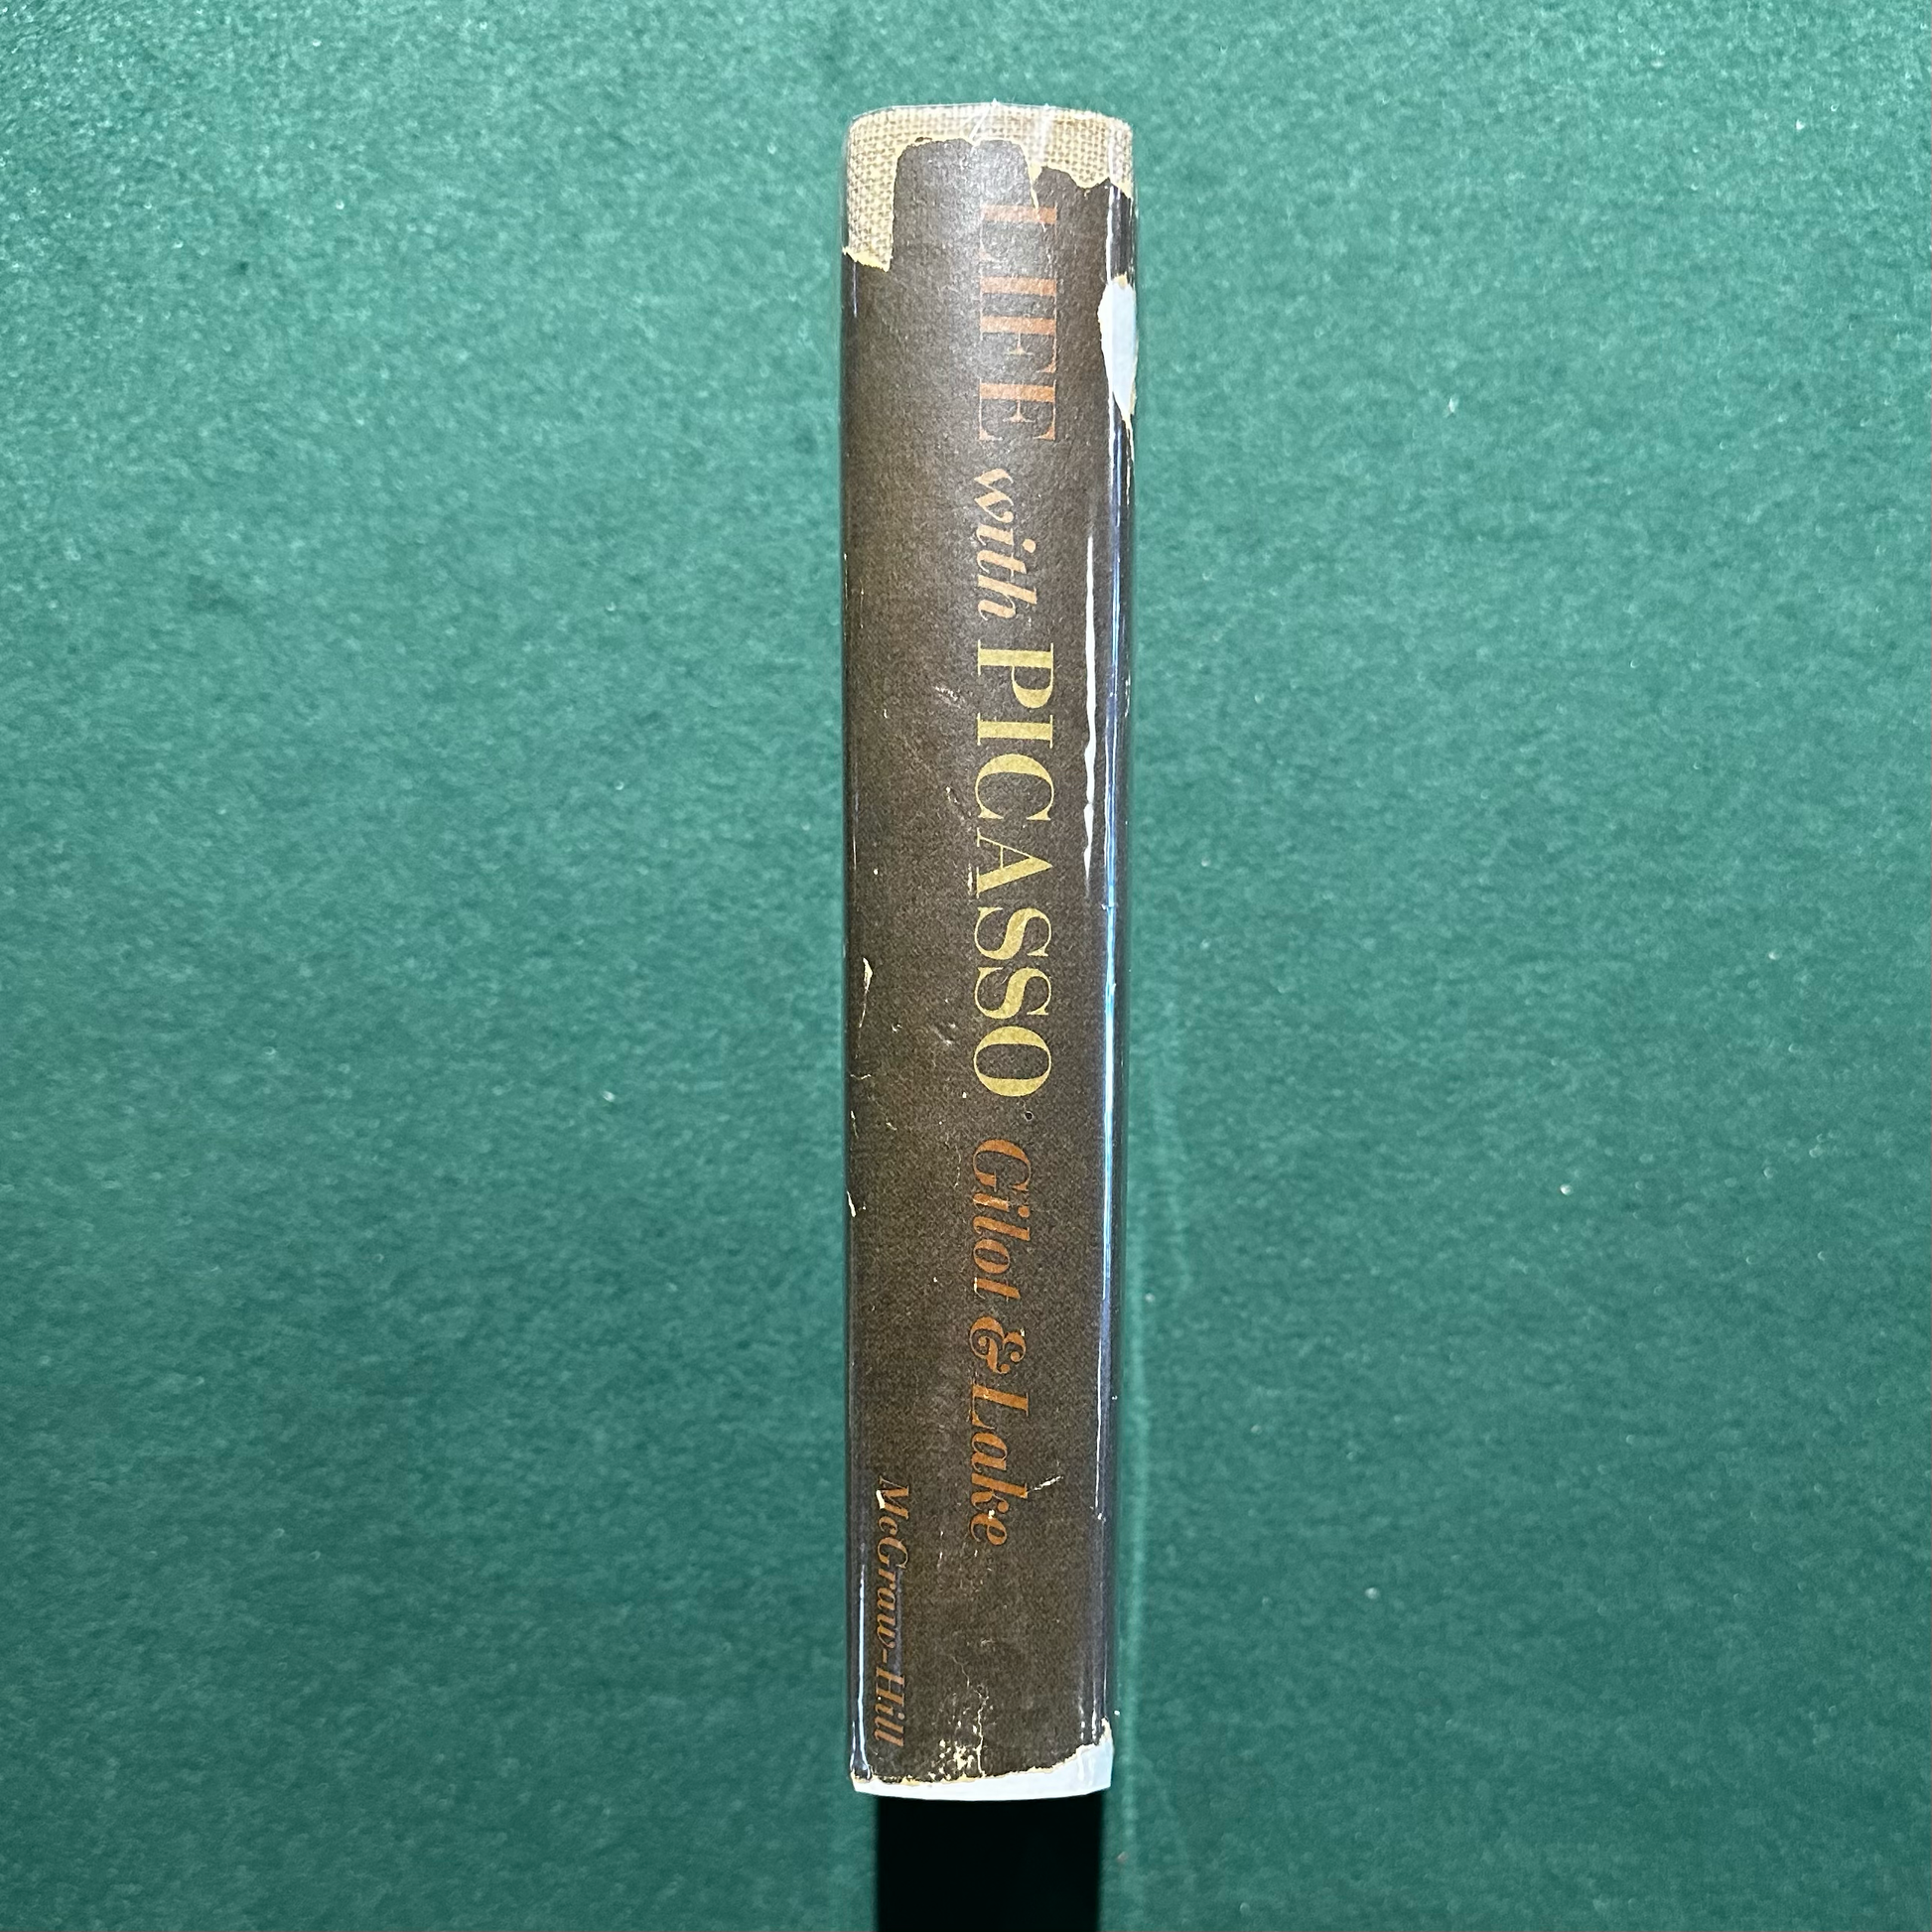 LIFE with PICASSO Gilot & Lake
McGraw-Hill